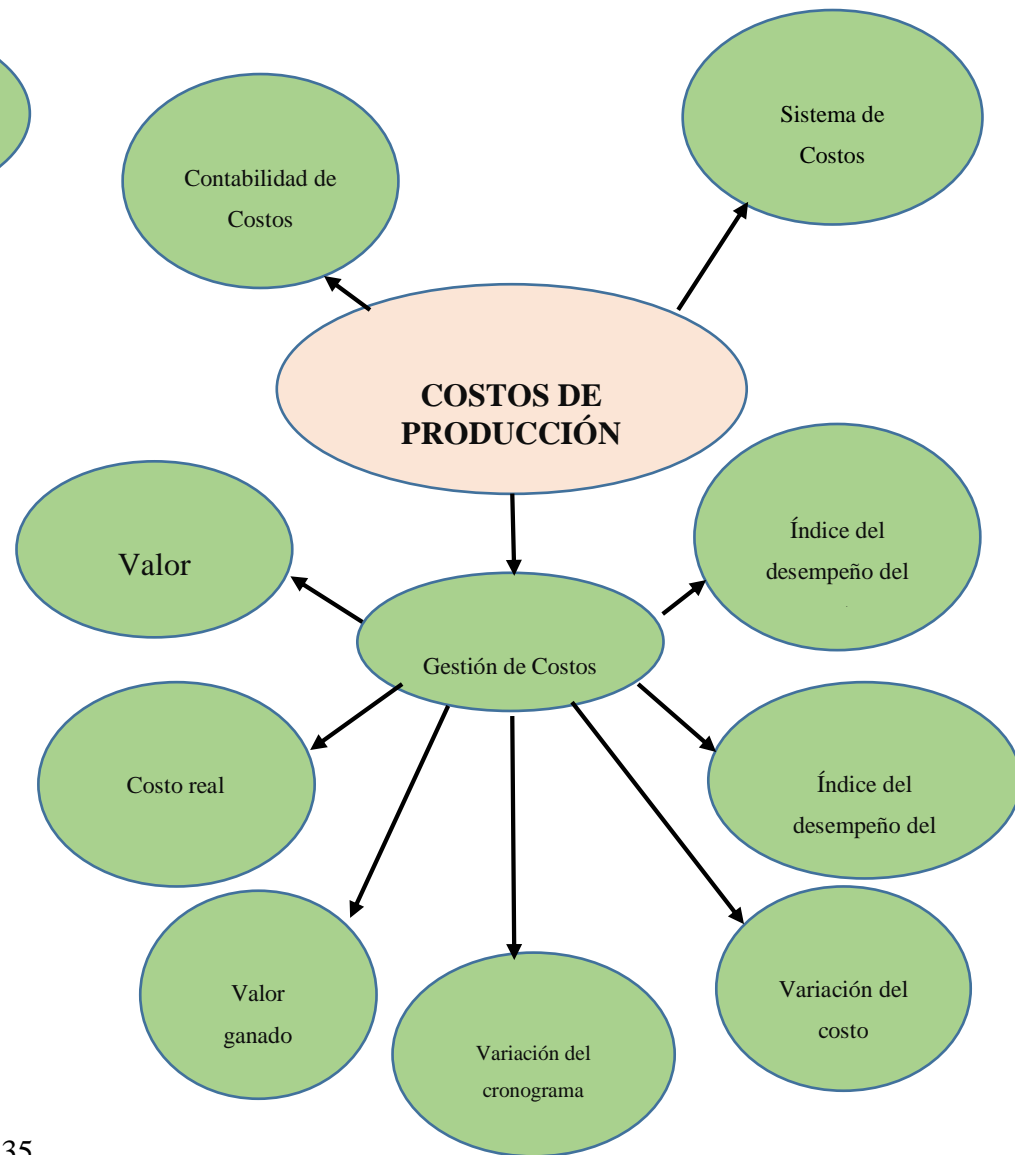 Sistema de
Costos
Contabilidad de
Costos
COSTOS DE
PRODUCCIÓN
Índice del
desempeño del
Valor
Gestión de Costos
Costo real
Índice del
desempeño del
Valor
ganado
Variación del
costo
Variación del
cronograma
35